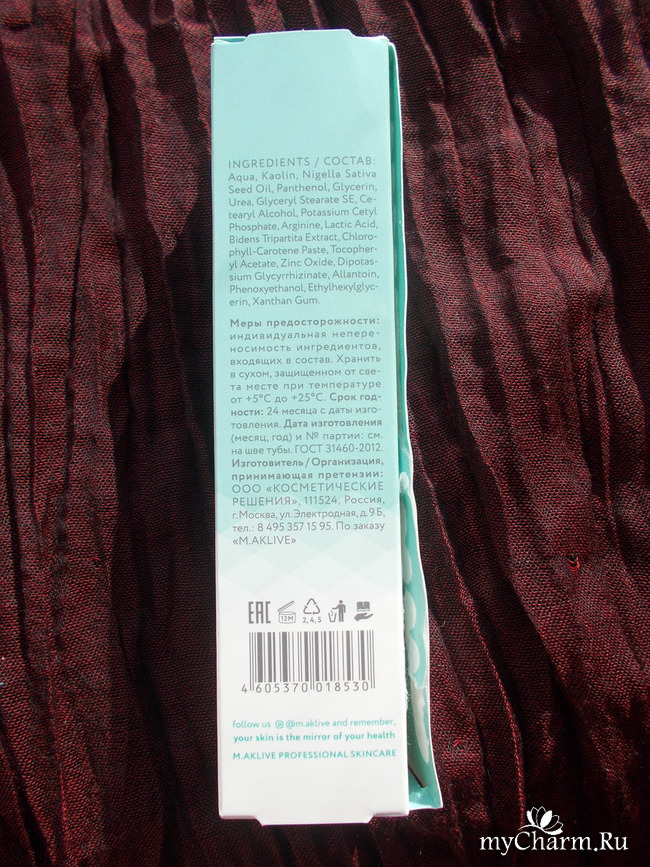 INGREDIENTS / СОСТАВ:
Aqua, Kaolin, Nigella Sativa
Seed Oil, Panthenol, Glycerin,
Urea, Glyceryl Stearate SE, Ce-
tearyl Alcohol, Potassium Cetyl
Phosphate, Arginine, Lactic Acid,
Bidens Tripartita Extract, Chloro-
phyll-Carotene Paste, Tocopher-
yl Acetate, Zinc Oxide, Dipotas-
sium Glycyrrhizinate, Allantoin,
Phenoxyethanol, Ethylhexylglyc-
erin, Xanthan Gum.
Меры предосторожности:
индивидуальная непере-
носимость ингредиентов,
входящих в состав. Хранить
в сухом, защищенном от све-
та месте при температуре
от +5°С до +25°С. Срок год-
ности: 24 месяца с даты изго-
товления. Дата изготовления
(месяц, год) и № партии: см.
на шве тубы. ГОСТ 31460-2012.
Изготовитель/Организация,
принимающая претензии:
ООО «КОСМЕТИЧЕСКИЕ
РЕШЕНИЯ», 111524, Россия,
г.Москва, ул.Электродная, д.9 Б,
тел.: 8 495 357 15 95. По заказу
«M.AKLIVE»
EAC 12M 2,4,5
4 605370 018530
follow us @m.aklive and remember,
your skin is the mirror of your health
M.AKLIVE PROFESSIONAL SKINCARE
myCharm.Ru